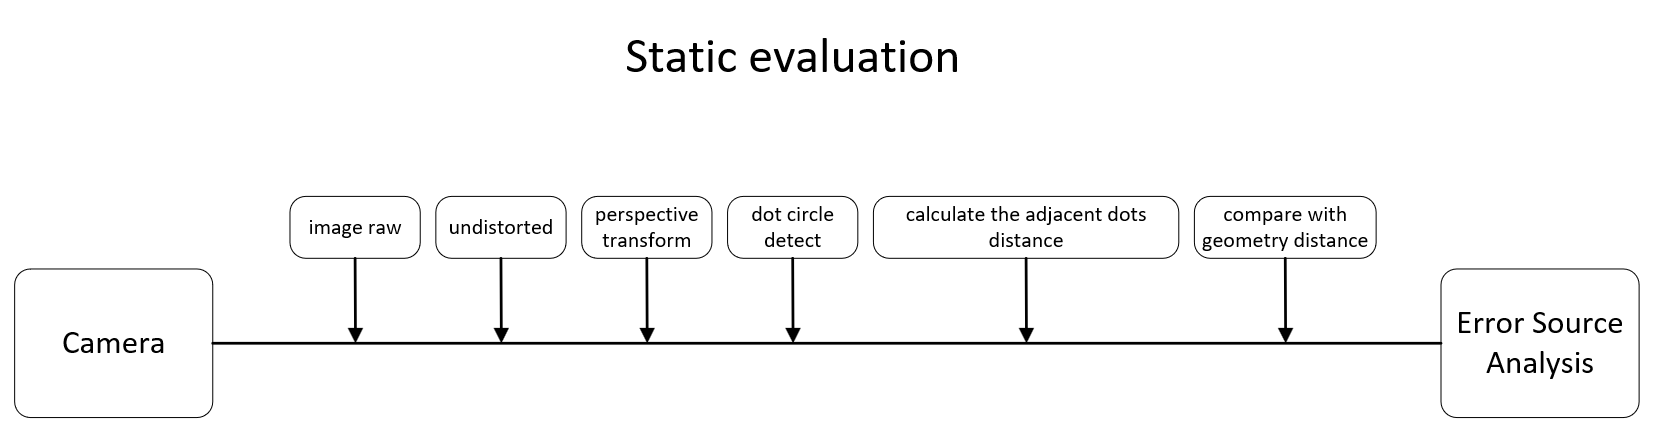 Static evaluation
image raw
undistorted
perspective
transform
dot circle
detect
calculate the adjacent dots
distance
compare with
geometry distance
Camera
Error Source
Analysis